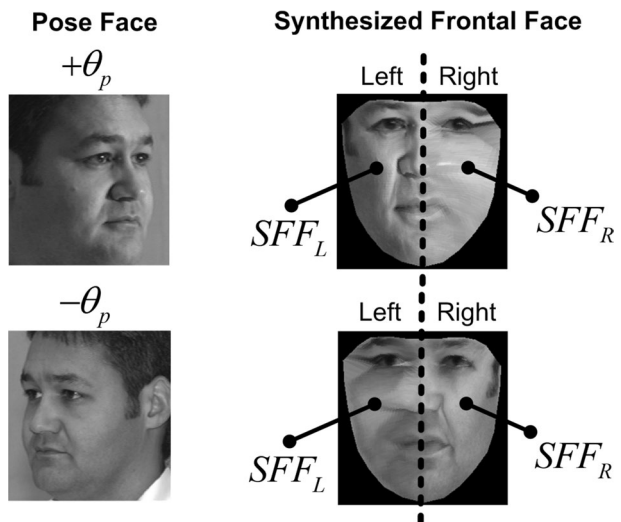 Pose Face
Synthesized Frontal Face
+θp
Left
Right
SFFL
SFFR
−θp
Left
Right
SFFL
SFFR